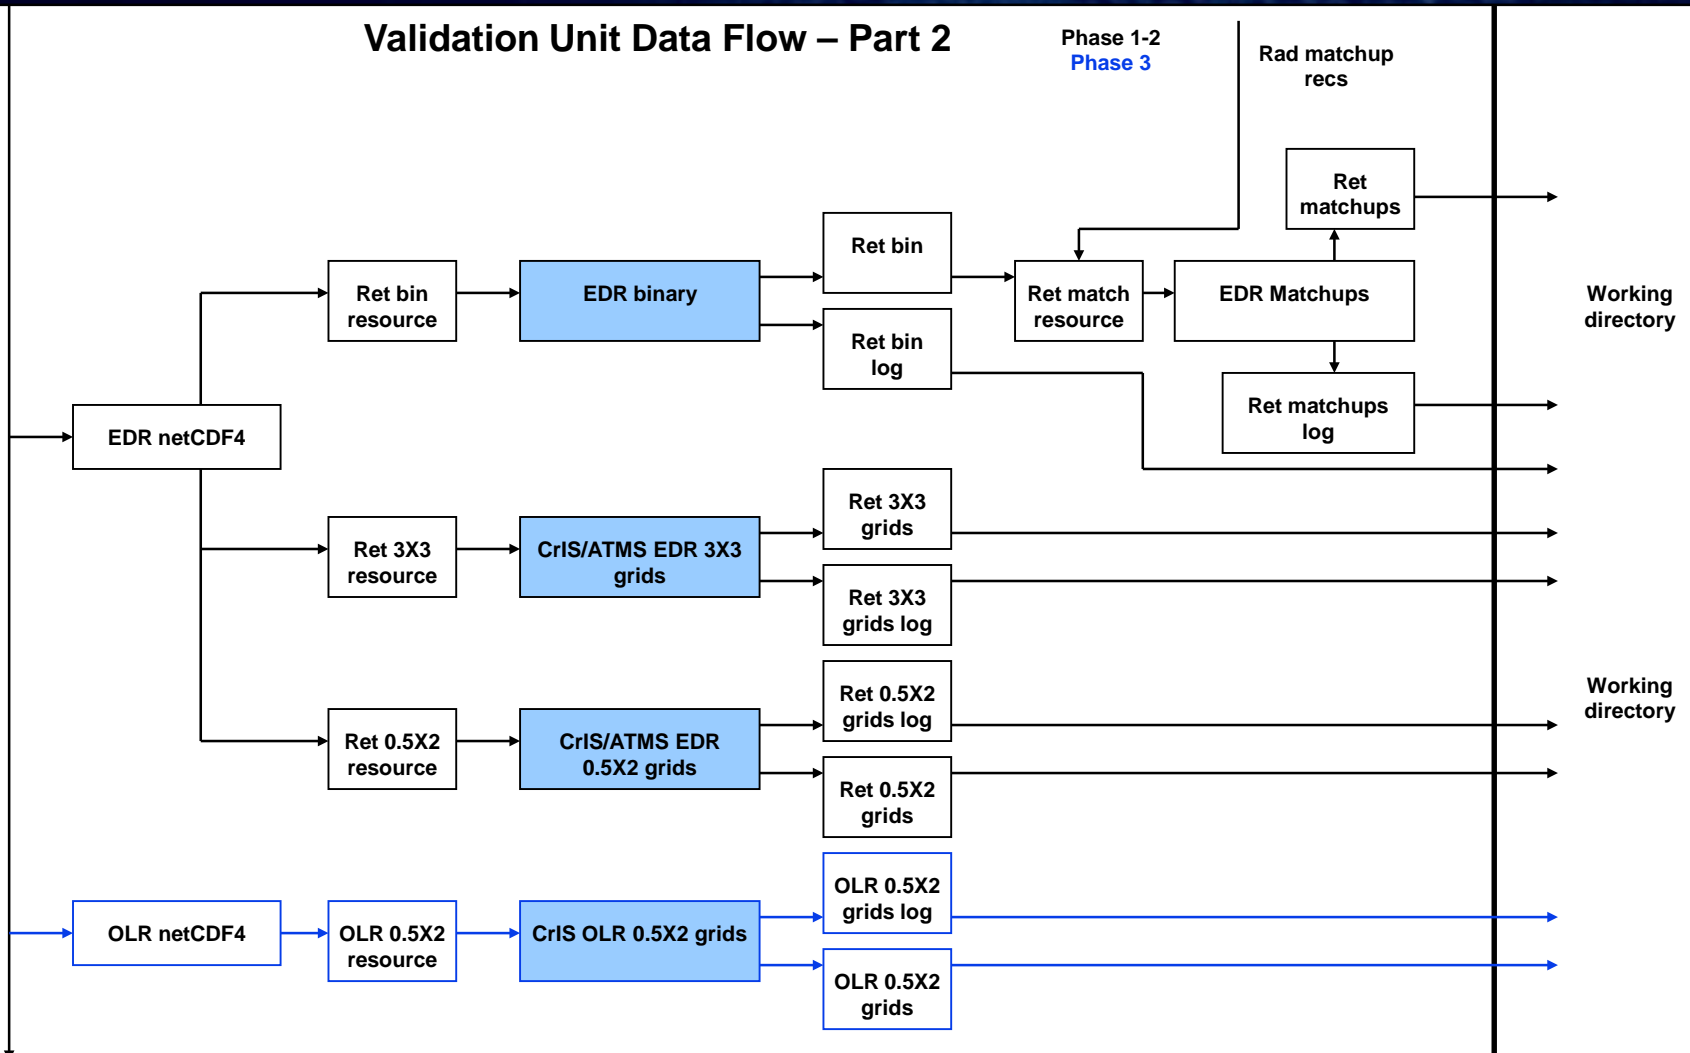 Validation Unit Data Flow – Part 2
Phase 1-2
Phase 3
Rad matchup
recs
Ret
matchups
Ret bin
Ret bin
resource
EDR binary
Ret match
resource
EDR Matchups
Working
directory
Ret bin
log
Ret matchups
log
EDR netCDF4
Ret 3X3
grids
Ret 3X3
resource
CrIS/ATMS EDR 3X3
grids
Ret 3X3
grids log
Ret 0.5X2
grids log
Working
directory
Ret 0.5X2
resource
CrIS/ATMS EDR
0.5X2 grids
Ret 0.5X2
grids
OLR 0.5X2
grids log
OLR netCDF4
OLR 0.5X2
resource
CrIS OLR 0.5X2 grids
OLR 0.5X2
grids